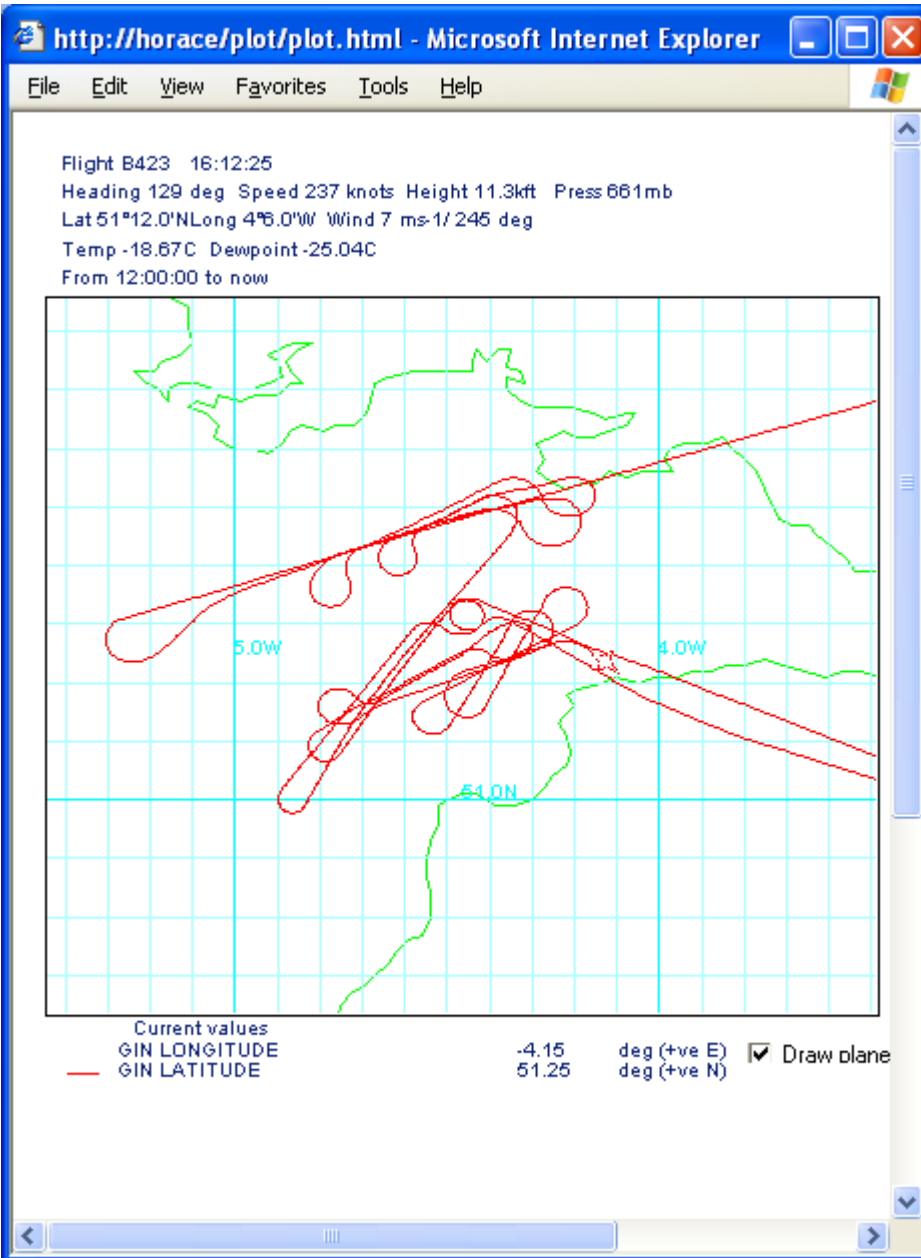 http://horace/plot/plot.html - Microsoft Internet Explorer
File Edit View Favorites Tools Help
Flight B423 16:12:25
Heading 129 deg Speed 237 knots Height 11.3kft Press 661mb
Lat 51°12.0'NLong 4°6.0'W Wind 7 ms-1/ 245 deg
Temp -18.67C Dewpoint -25.04C
From 12:00:00 to now
5.0W 4.0W
51.0N
Current values
GIN LONGITUDE -4.15 deg (+ve E) Draw plane
GIN LATITUDE 51.25 deg (+ve N)